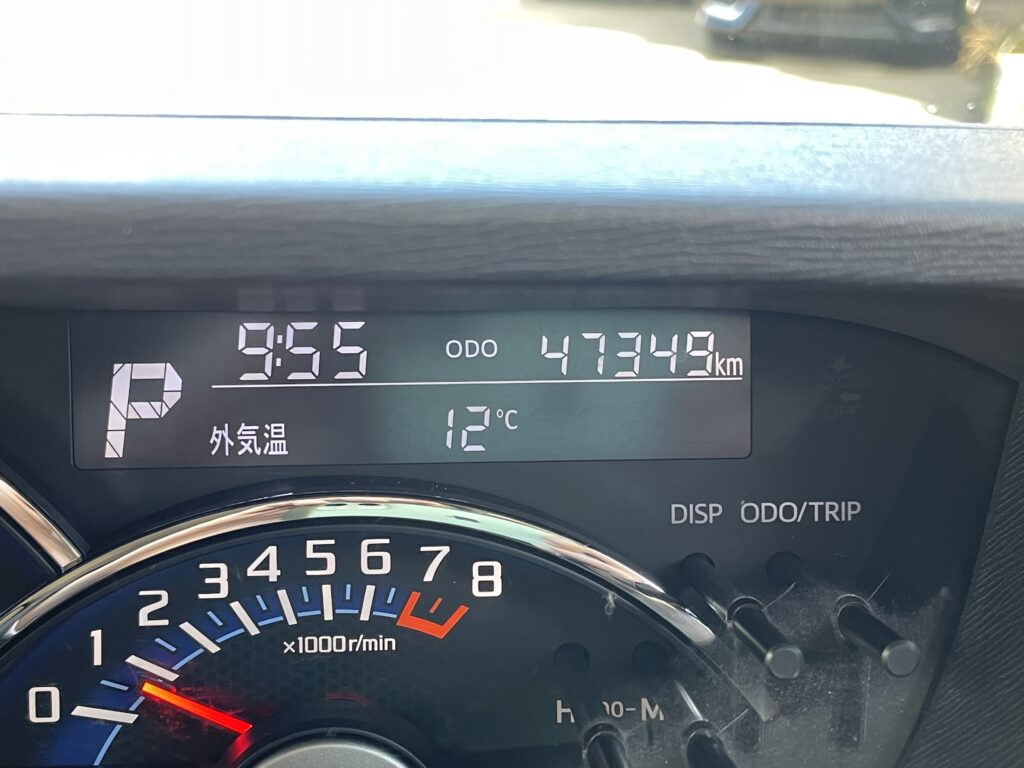 9:55 ODO 47349km
P
外気温 12°C
DISP ODO/TRIP
0 1 2 3 4 5 6 7 8
×1000r/min
OFF